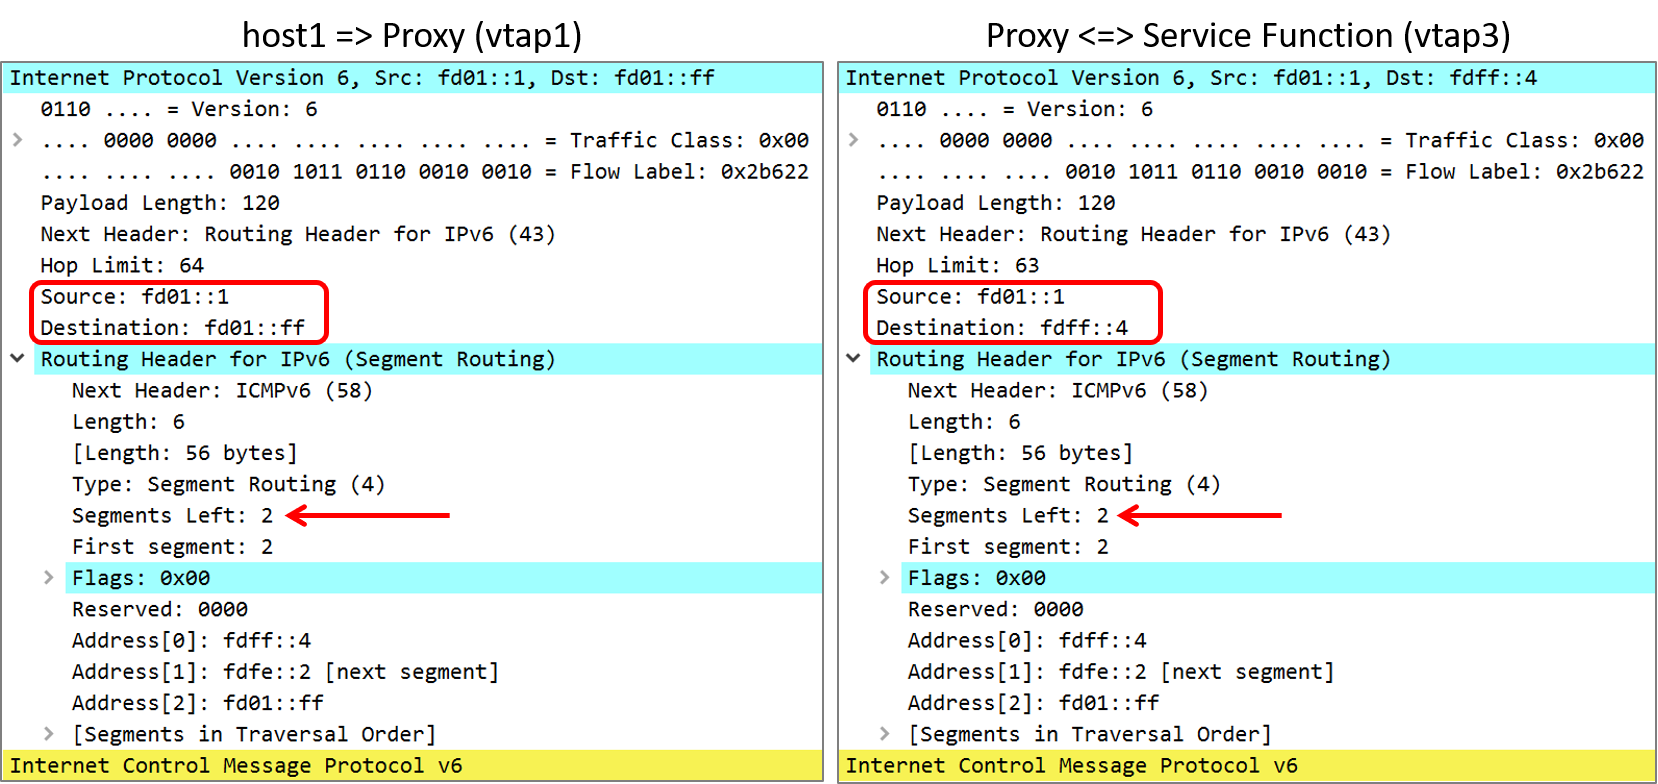 host1 => Proxy (vtap1)
Internet Protocol Version 6, Src: fd01::1, Dst: fd01::ff
0110 .... = Version: 6
.... 0000 0000 .... .... .... .... .... = Traffic Class: 0x00
.... .... .... 0010 1011 0110 0010 0010 = Flow Label: 0x2b622
Payload Length: 120
Next Header: Routing Header for IPv6 (43)
Hop Limit: 64
Source: fd01::1
Destination: fd01::ff
Routing Header for IPv6 (Segment Routing)
Next Header: ICMPv6 (58)
Length: 6
[Length: 56 bytes]
Type: Segment Routing (4)
Segments Left: 2
First segment: 2
Flags: 0x00
Reserved: 0000
Address[0]: fdff::4
Address[1]: fdfe::2 [next segment]
Address[2]: fd01::ff
[Segments in Traversal Order]
Internet Control Message Protocol v6
Proxy <=> Service Function (vtap3)
Internet Protocol Version 6, Src: fd01::1, Dst: fdff::4
0110 .... = Version: 6
.... 0000 0000 .... .... .... .... .... = Traffic Class: 0x00
.... .... .... 0010 1011 0110 0010 0010 = Flow Label: 0x2b622
Payload Length: 120
Next Header: Routing Header for IPv6 (43)
Hop Limit: 63
Source: fd01::1
Destination: fdff::4
Routing Header for IPv6 (Segment Routing)
Next Header: ICMPv6 (58)
Length: 6
[Length: 56 bytes]
Type: Segment Routing (4)
Segments Left: 2
First segment: 2
Flags: 0x00
Reserved: 0000
Address[0]: fdff::4
Address[1]: fdfe::2 [next segment]
Address[2]: fd01::ff
[Segments in Traversal Order]
Internet Control Message Protocol v6